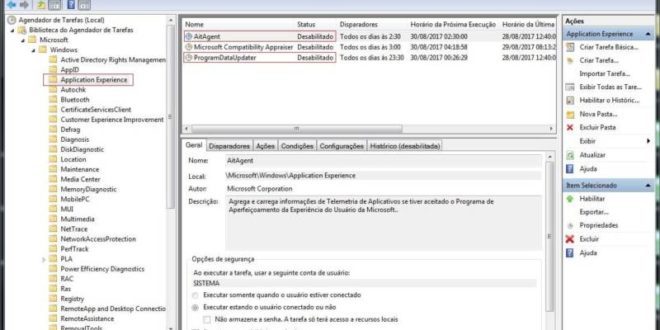 Agendador de Tarefas (Local)
Biblioteca do Agendador de Tarefas
Microsoft
Windows
Active Directory Rights Management
AppID
Application Experience
Autochk
Bluetooth
CertificateServicesClient
Customer Experience Improvement
Defrag
Diagnosis
DiskDiagnostic
Location
Maintenance
Media Center
MemoryDiagnostic
MobilePC
MUI
Multimedia
NetTrace
NetworkAccessProtection
PerfTrack
PLA
Power Efficiency Diagnostics
RAC
Ras
Registry
RemoteApp and Desktop Connectio
RemoteAssistance
RemovalTools
Nome Status Disparadores Horário da Próxima Execução Horário da Última
AitAgent Desabilitado Todos os dias às 2:30 30/08/2017 02:30:00 28/08/2017 12:40:0
Microsoft Compatibility Appraiser Desabilitado Todos os dias às 3:00 30/08/2017 04:18:58 29/08/2017 08:13:2
ProgramDataUpdater Desabilitado Todos os dias às 23:30 30/08/2017 00:06:26 28/08/2017 12:40:0
Geral Disparadores Ações Condições Configurações Histórico (desabilitada)
Nome: AitAgent
Local: \Microsoft\Windows\Application Experience
Autor: Microsoft Corporation
Descrição: Agrega e carrega informações de Telemetria de Aplicativos se tiver aceitado o Programa de
Aperfeiçoamento da Experiência do Usuário da Microsoft..
Opções de segurança
Ao executar a tarefa, usar a seguinte conta de usuário:
SISTEMA
Executar somente quando o usuário estiver conectado
Executar estando o usuário conectado ou não
Não armazene a senha. A tarefa só terá acesso a recursos locais
Ações
Application Experience
Criar Tarefa Básica...
Criar Tarefa...
Importar Tarefa...
Exibir Todas as Tare
Habilitar o Históric...
Nova Pasta...
Excluir Pasta
Exibir
Atualizar
Ajuda
Item Selecionado
Habilitar
Exportar...
Propriedades
Excluir
Ajuda